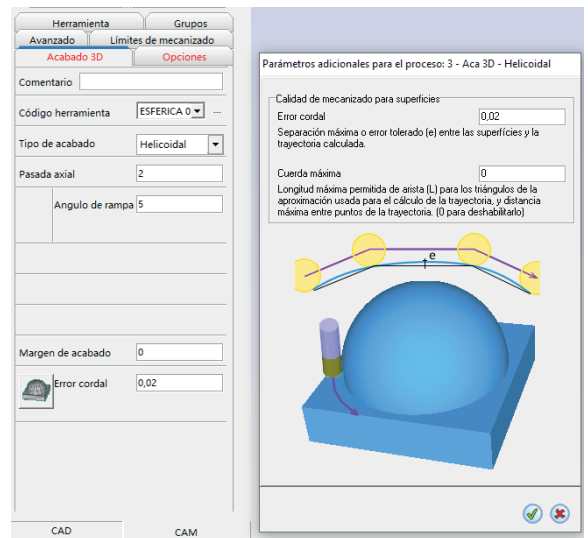 Herramienta
Grupos
Avanzado
Límites de mecanizado
Acabado 3D
Opciones
Comentario
Código herramienta
ESFERICA 0
...
Tipo de acabado
Helicoidal
Pasada axial
2
Angulo de rampa
5
Margen de acabado
0
Error cordal
0,02
CAD
CAM
Parámetros adicionales para el proceso: 3 - Aca 3D - Helicoidal
Calidad de mecanizado para superficies
Error cordal
0,02
Separación máxima o error tolerado (e) entre las superfícies y la
trayectoria calculada.
Cuerda máxima
0
Longitud máxima permitida de arista (L) para los triángulos de la
aproximación usada para el cálculo de la trayectoria, y distancia
máxima entre puntos de la trayectoria. (0 para deshabilitarlo)
e